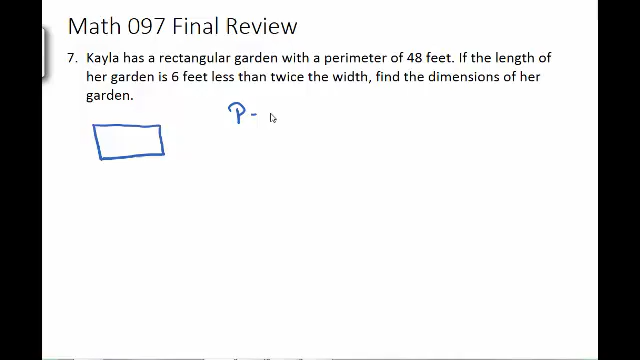 Math 097 Final Review
7. Kayla has a rectangular garden with a perimeter of 48 feet. If the length of
her garden is 6 feet less than twice the width, find the dimensions of her
garden.
P -